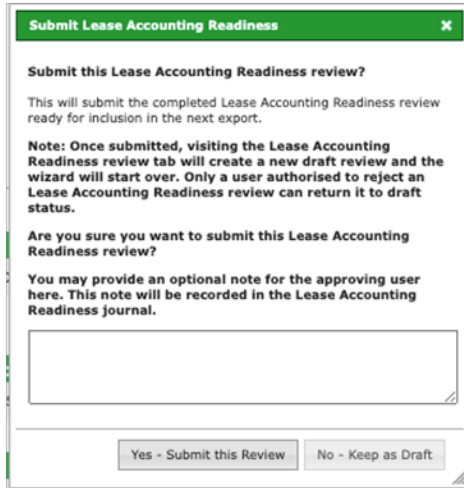 Submit Lease Accounting Readiness
Submit this Lease Accounting Readiness review?
This will submit the completed Lease Accounting Readiness review
ready for inclusion in the next export.
Note: Once submitted, visiting the Lease Accounting
Readiness review tab will create a new draft review and the
wizard will start over. Only a user authorised to reject an
Lease Accounting Readiness review can return it to draft
status.
Are you sure you want to submit this Lease Accounting
Readiness review?
You may provide an optional note for the approving user
here. This note will be recorded in the Lease Accounting
Readiness journal.
Yes - Submit this Review
No - Keep as Draft